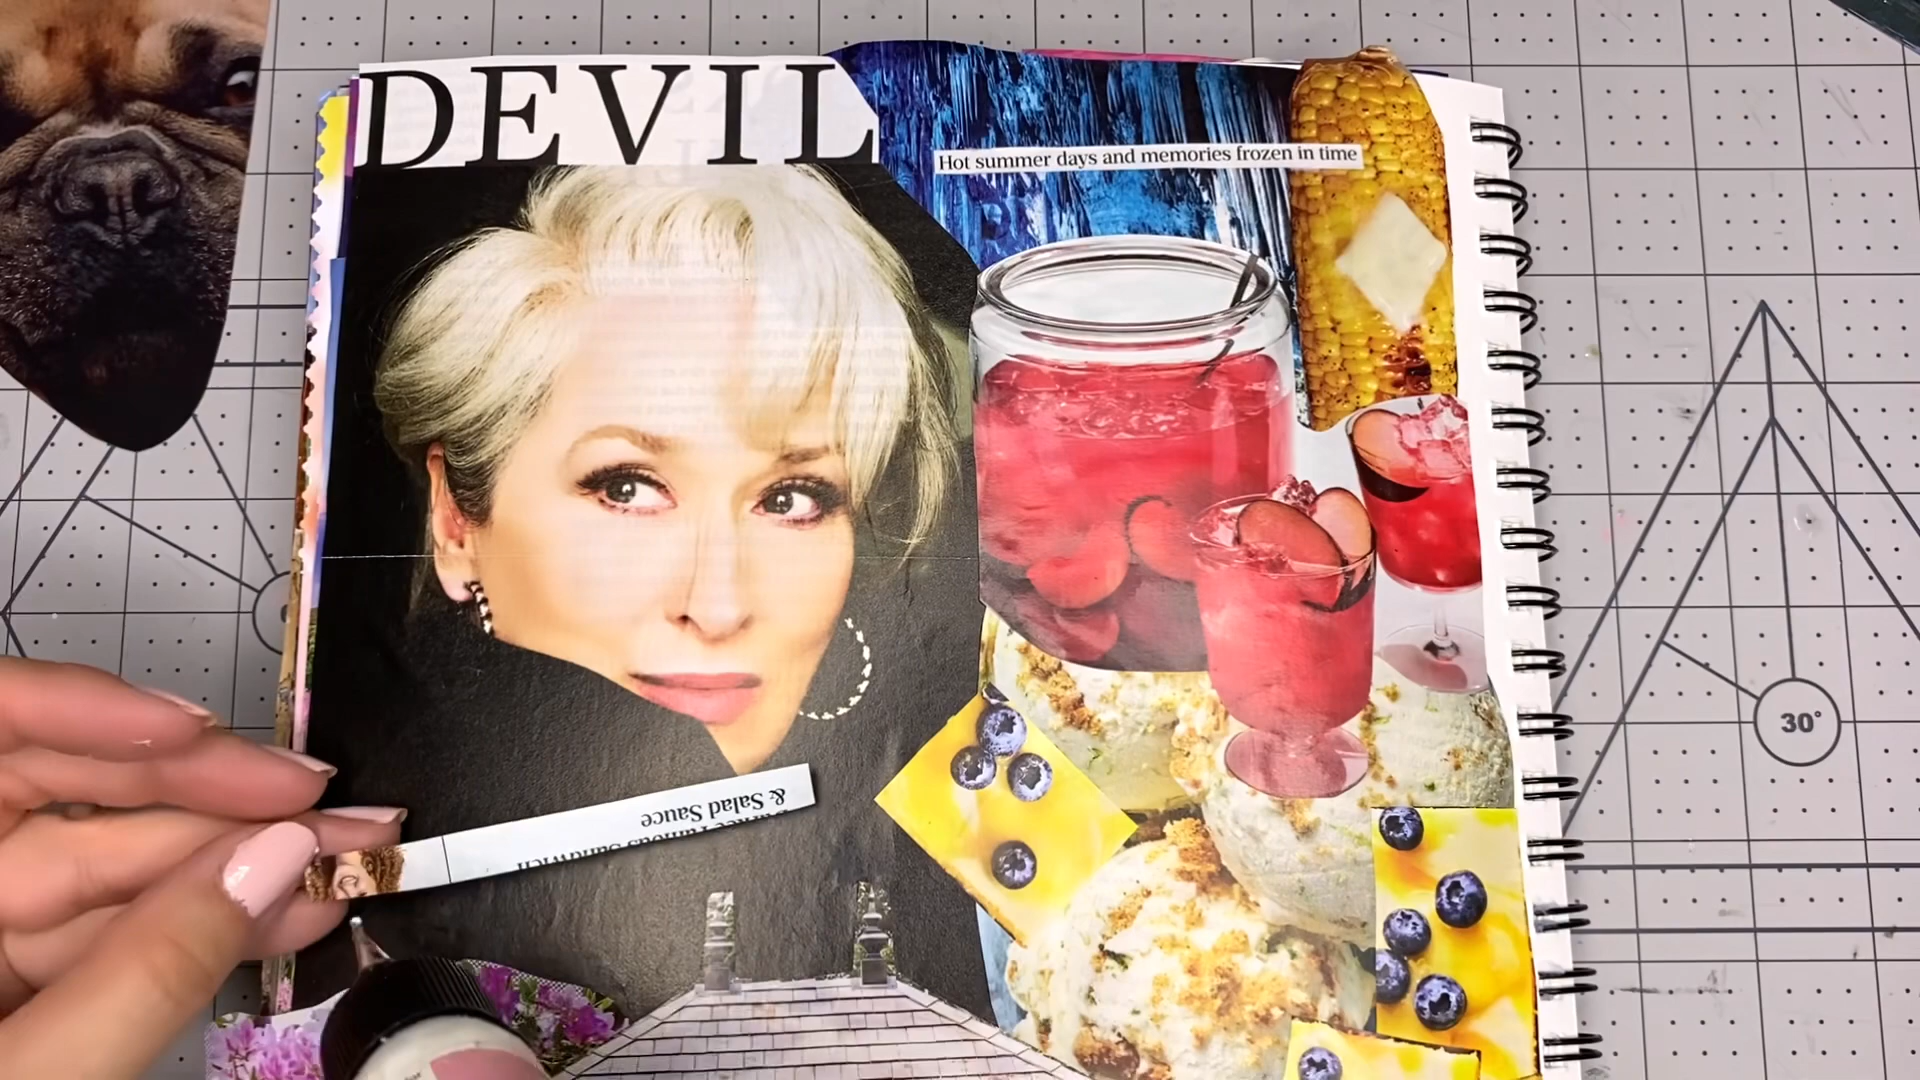 DEVIL
Hot summer days and memories frozen in time
& Salad Sauce
30°